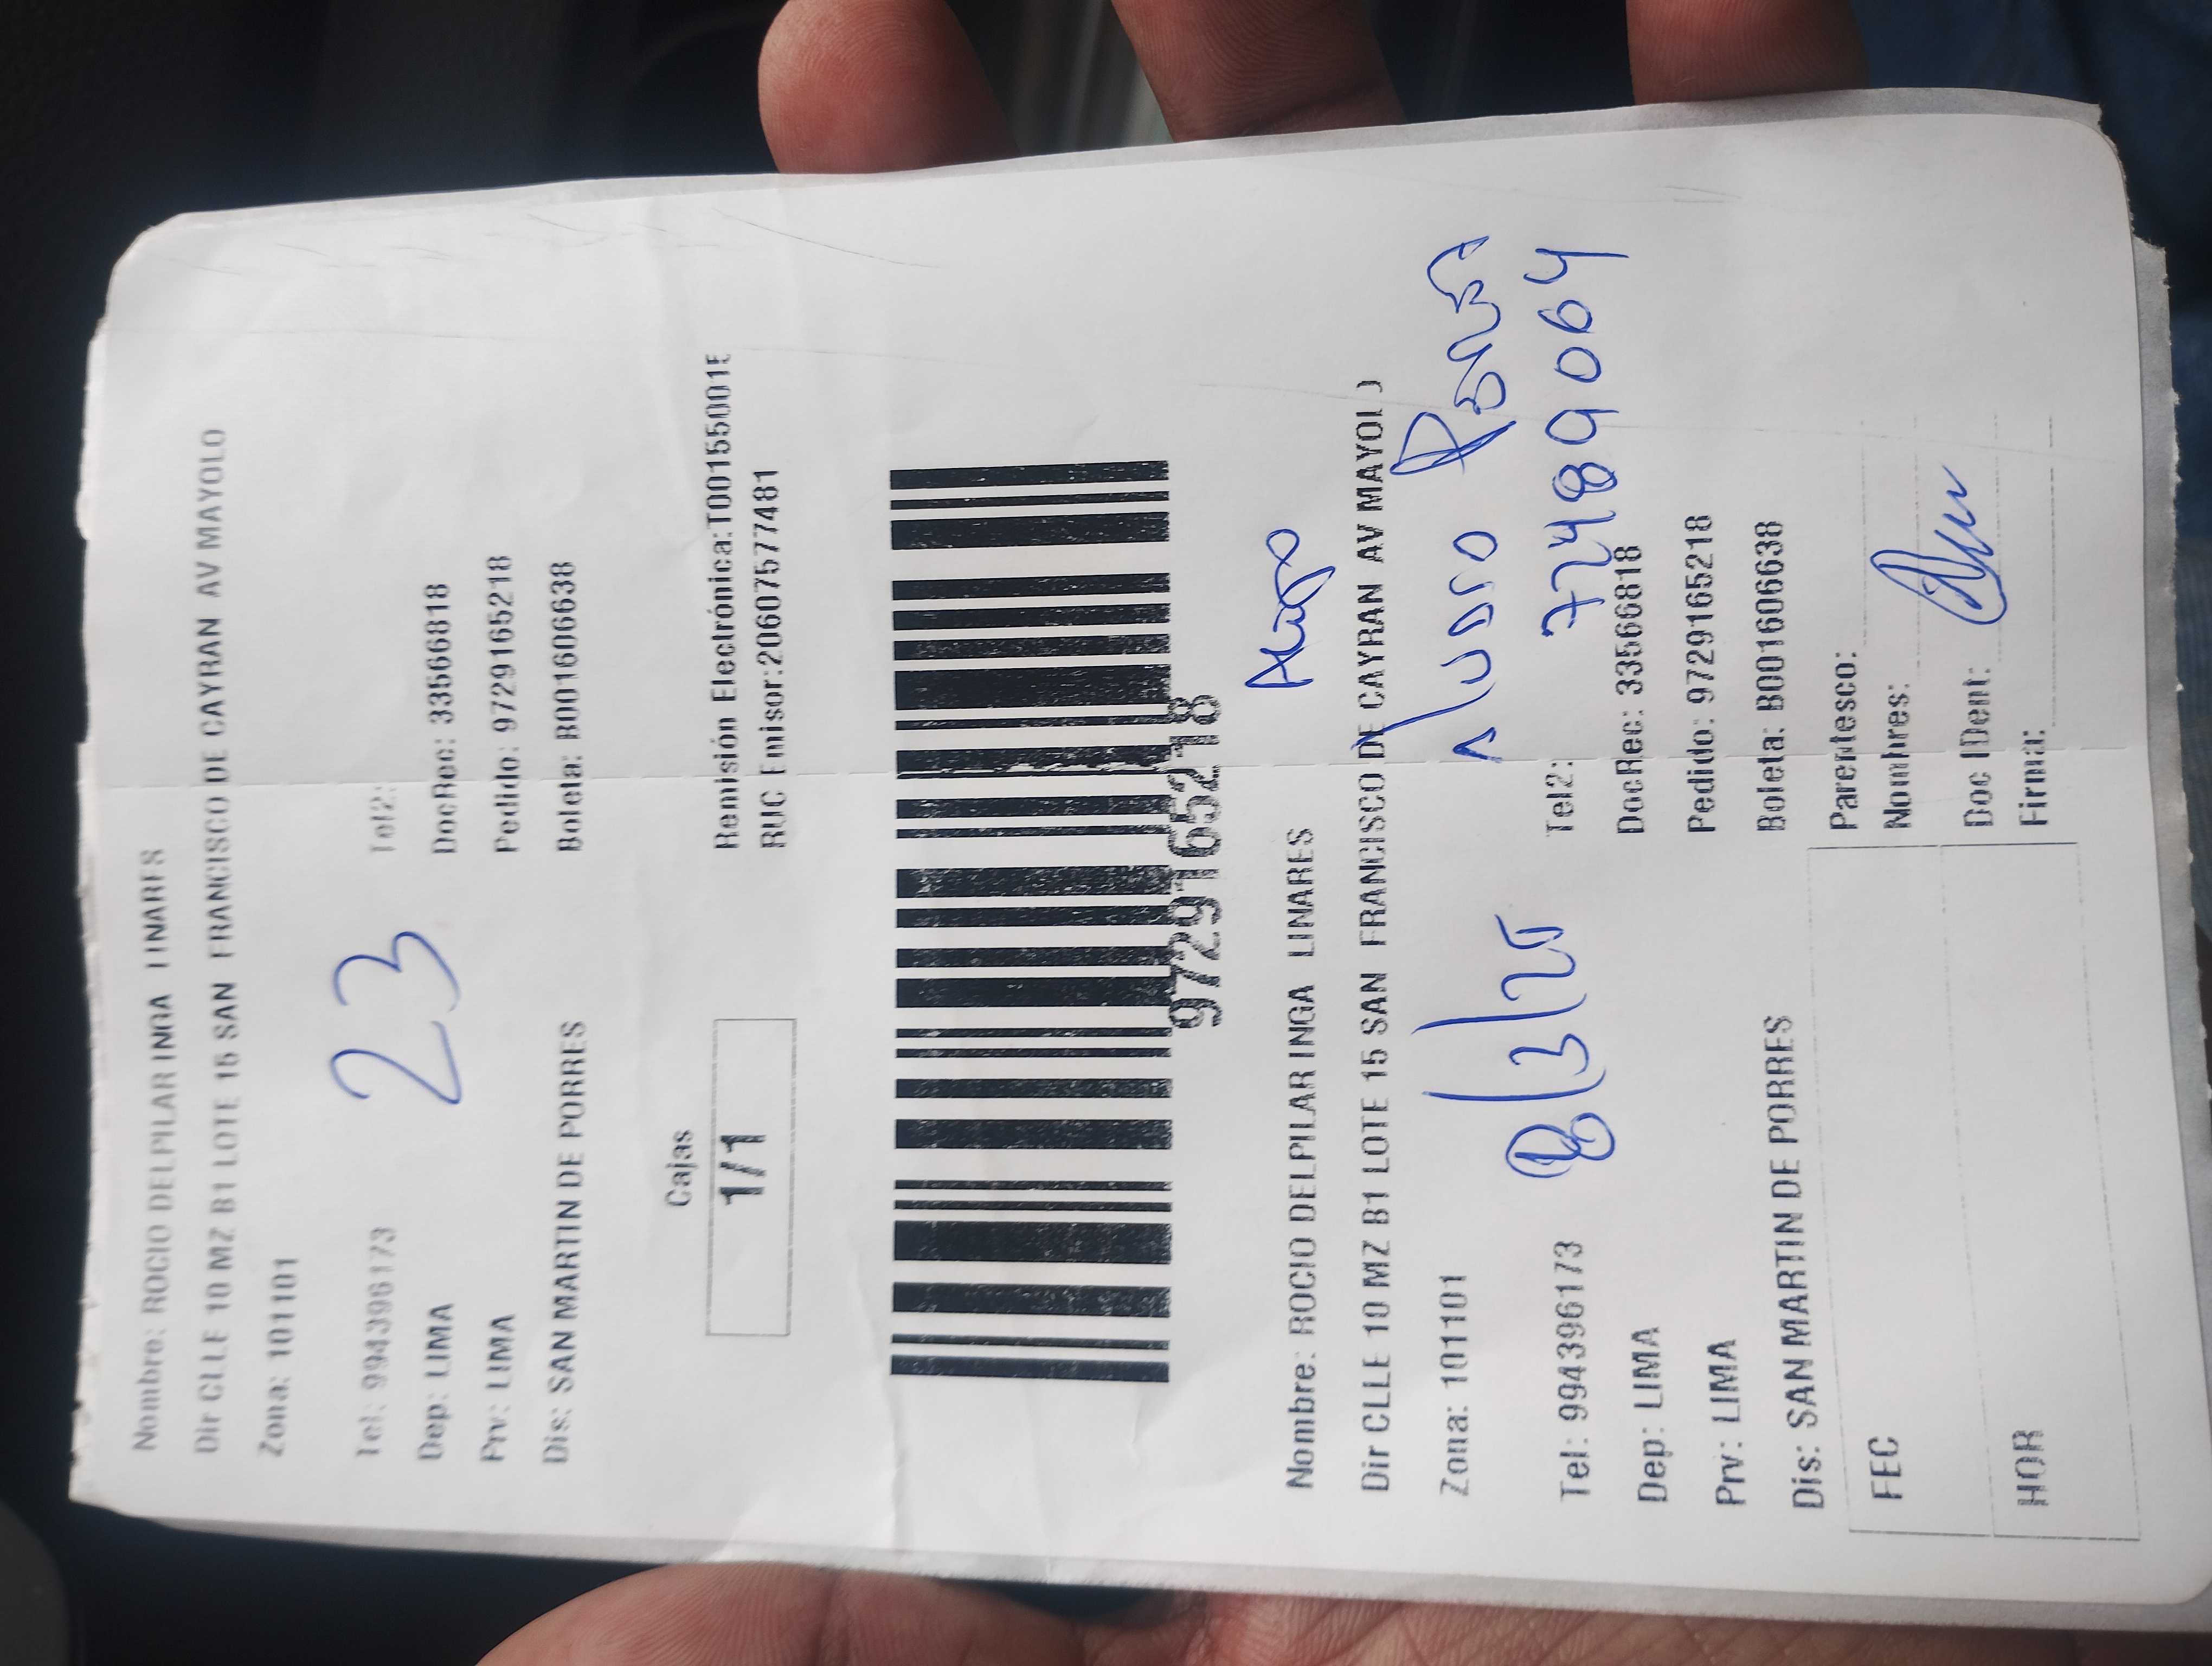 Nombre: ROCIO DELPILAR INGA LINARES
Dir CLLE 10 MZ B1 LOTE 15 SAN FRANCISCO DE CAYRAN AV MAYOLO
Zona: 101101
23
Tel: 994396173 Tel2:
Dep: LIMA DocRec: 33566818
Prv: LIMA Pedido: 9729165218
Dis: SAN MARTIN DE PORRES Boleta: B001606638
Cajas
1/1
Remisión Electrónica:T00155001E
RUC Emisor:20607577481
9729165218
Nombre: ROCIO DELPILAR INGA LINARES
Dir CLLE 10 MZ B1 LOTE 15 SAN FRANCISCO DE CAYRAN AV MAYOL
Zona: 101101
8/3/25
Tel: 994396173 Tel2: 72489064
Dep: LIMA DocRec: 33566818
Prv: LIMA Pedido: 9729165218
Dis: SAN MARTIN DE PORRES Boleta: B001606638
Parentesco:
FEC Nombres:
Doc IDent:
HOR Firma: